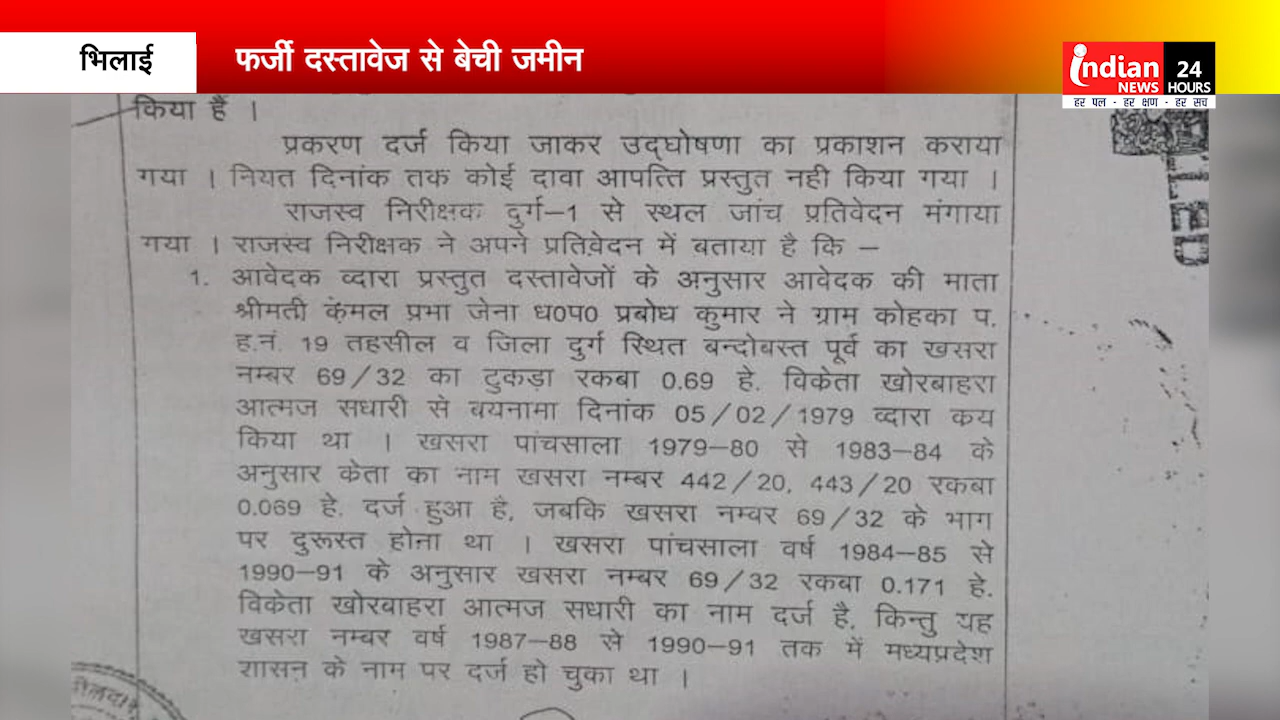 भिलाई
फर्जी दस्तावेज से बेची जमीन
indian
NEWS
24
HOURS
हर पल - हर क्षण - हर सच
किया हैं ।
प्रकरण दर्ज किया जाकर उद्घोषणा का प्रकाशन कराया
गया । नियत दिनांक तक कोई दावा आपत्ति प्रस्तुत नही किया गया ।
राजस्व निरीक्षक दुर्ग–1 से स्थल जांच प्रतिवेदन मंगाया
गया । राजस्व निरीक्षक ने अपने प्रतिवेदन में बताया है कि –
1. आवेदक व्दारा प्रस्तुत दस्तावेजों के अनुसार आवेदक की माता
श्रीमती कमल प्रभा जेना ध0प0 प्रबोध कुमार ने ग्राम कोहका प.
ह.नं. 19 तहसील व जिला दुर्ग स्थित बन्दोबस्त पूर्व का खसरा
नम्बर 69/32 का टुकड़ा रकबा 0.69 हे. विकेता खोरबाहरा
आत्मज सधारी से बयनामा दिनांक 05/02/1979 व्दारा कय
किया था । खसरा पांचसाला 1979–80 से 1983–84 के
अनुसार केता का नाम खसरा नम्बर 442/20, 443/20 रकबा
0.069 हे. दर्ज हुआ है, जबकि खसरा नम्वर 69/32 के भाग
पर दुरूस्त होना था । खसरा पांचसाला वर्ष 1984–85 से
1990–91 के अनुसार खसरा नम्बर 69/32 रकबा 0.171 हे.
विकेता खोरबाहरा आत्मज सधारी का नाम दर्ज है, किन्तु यह
खसरा नम्बर वर्ष 1987–88 से 1990–91 तक में मध्यप्रदेश
शासन के नाम पर दर्ज हो चुका था ।